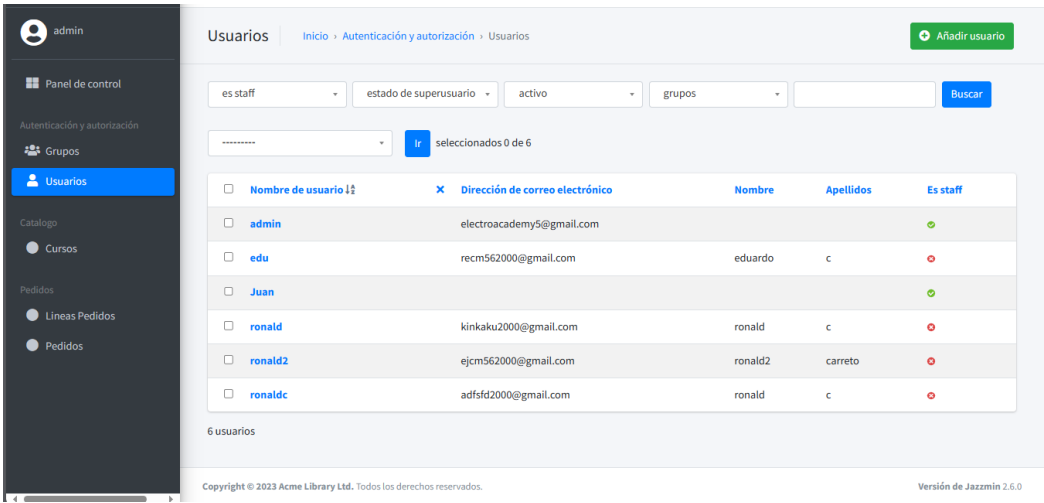 admin
Panel de control
Autenticación y autorización
Grupos
Usuarios
Catalogo
Cursos
Pedidos
Lineas Pedidos
Pedidos
Usuarios Inicio › Autenticación y autorización › Usuarios Añadir usuario
es staff estado de superusuario activo grupos Buscar
--------- Ir seleccionados 0 de 6
Nombre de usuario Dirección de correo electrónico Nombre Apellidos Es staff
admin electroacademy5@gmail.com
edu recm562000@gmail.com eduardo c
Juan
ronald kinkaku2000@gmail.com ronald c
ronald2 ejcm562000@gmail.com ronald2 carreto
ronaldc adfsfd2000@gmail.com ronald c
6 usuarios
Copyright © 2023 Acme Library Ltd. Todos los derechos reservados. Versión de Jazzmin 2.6.0